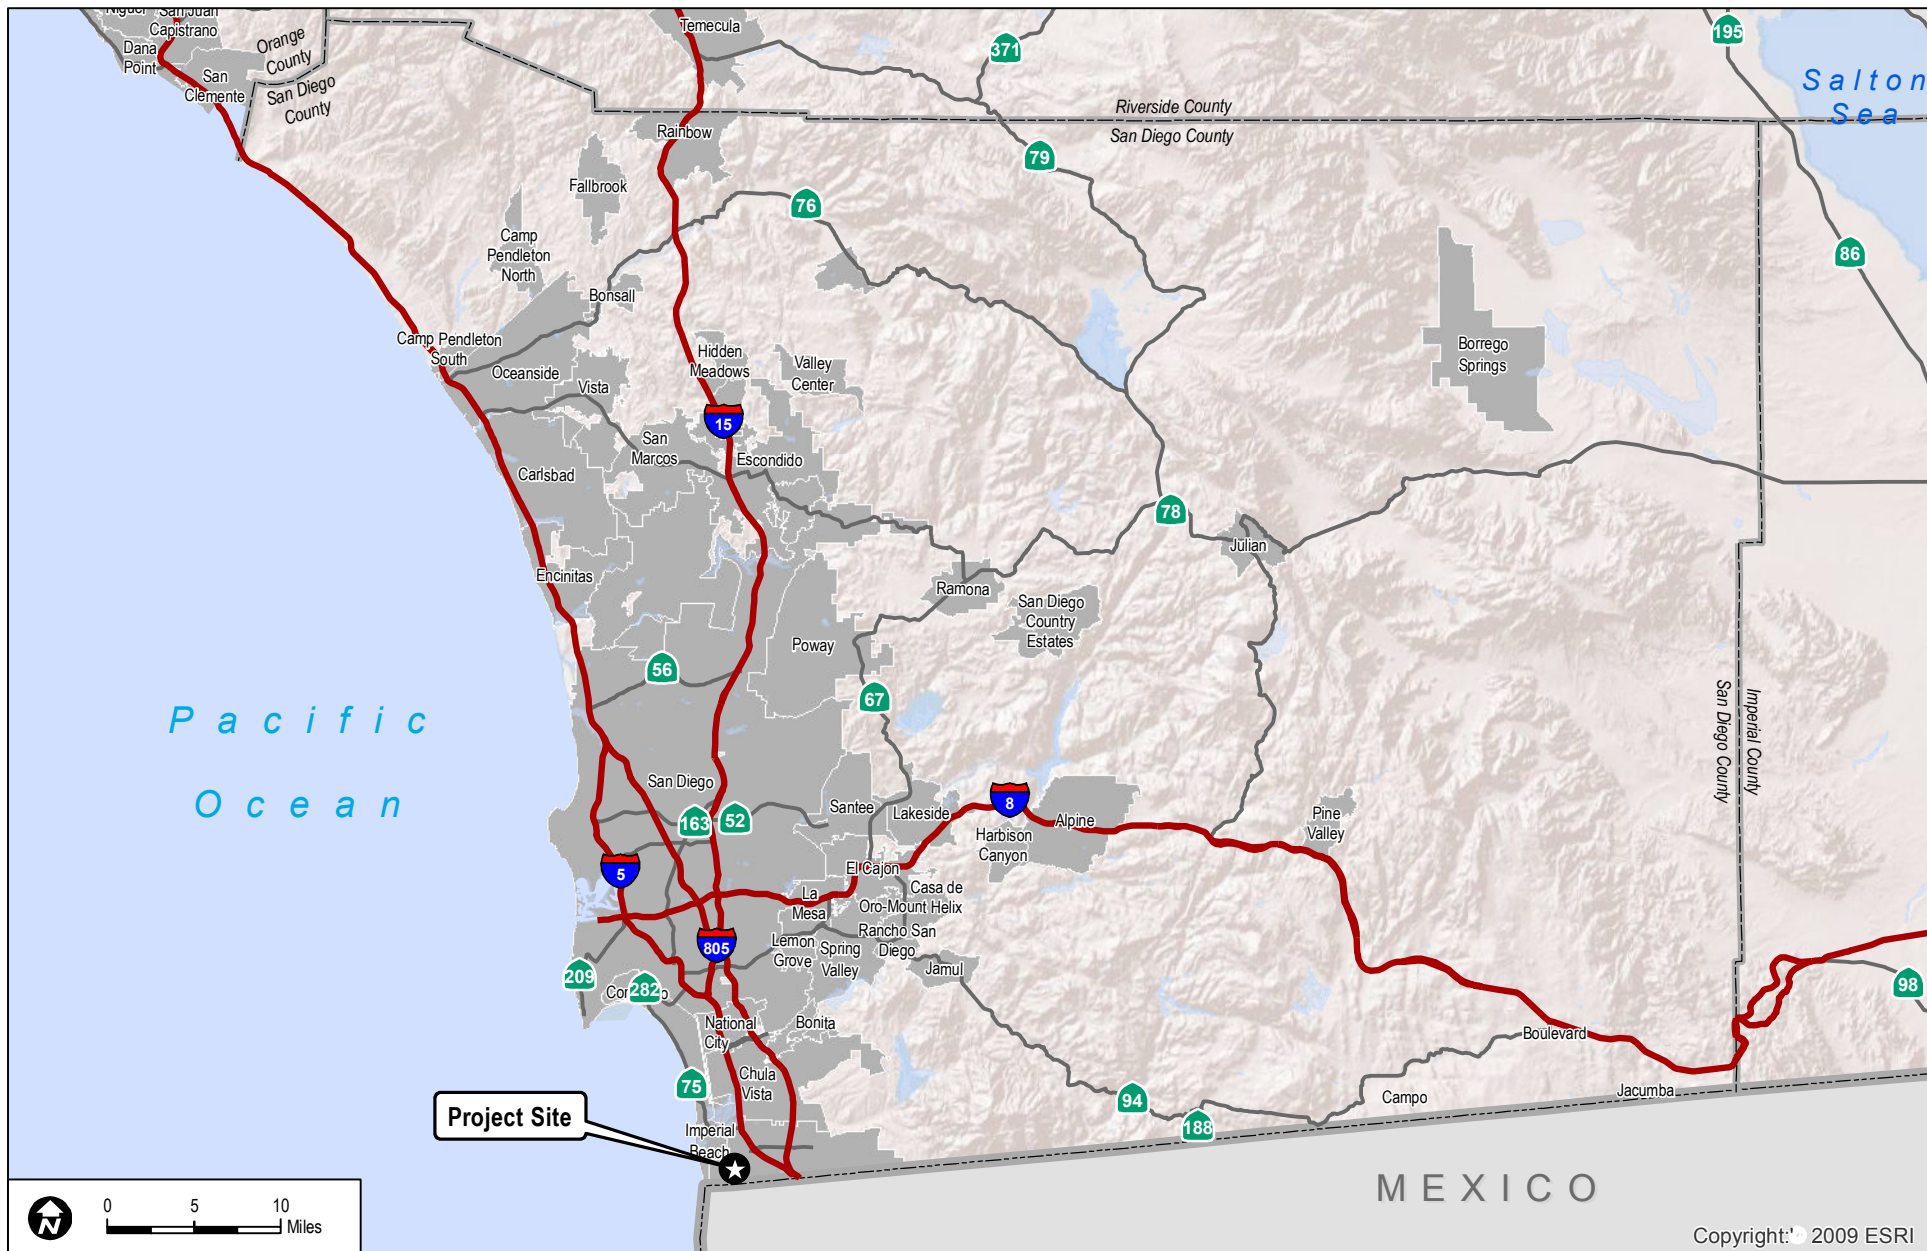 Niguel
San Juan
Capistrano
Dana
Point
San
Clemente
Orange
County
San Diego
County
Temecula
371
195
Salton
Sea
Riverside County
San Diego County
Rainbow
79
Fallbrook
76
Camp
Pendleton
North
Bonsall
86
Camp Pendleton
South
Oceanside
Vista
Hidden
Meadows
Valley
Center
Borrego
Springs
15
San
Marcos
Escondido
Carlsbad
78
Julian
Encinitas
Ramona
San Diego
Country
Estates
Poway
56
67
Pacific
Ocean
San Diego County
Imperial County
San Diego
163
52
Santee
Lakeside
8
Alpine
Harbison
Canyon
Pine
Valley
5
El Cajon
La
Mesa
Casa de
Oro-Mount Helix
805
Lemon
Grove
Spring
Valley
Rancho San
Diego
Jamul
209
282
98
National
City
Bonita
Boulevard
75
Chula
Vista
94
188
Campo
Jacumba
Project Site
Imperial
Beach
MEXICO
N
0 5 10
Miles
Copyright:© 2009 ESRI